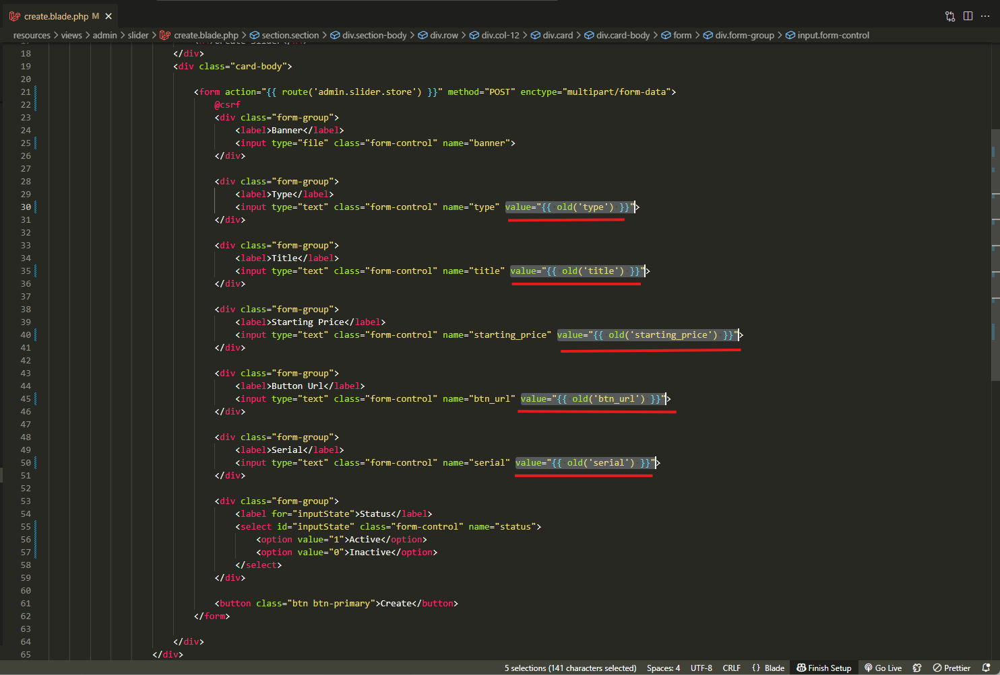 create.blade.php M
resources > views > admin > slider > create.blade.php > section.section > div.section-body > div.row > div.col-12 > div.card > div.card-body > form > div.form-group > input.form-control
18 </div>
19 <div class="card-body">
20
21 <form action="{{ route('admin.slider.store') }}" method="POST" enctype="multipart/form-data">
22 @csrf
23 <div class="form-group">
24 <label>Banner</label>
25 <input type="file" class="form-control" name="banner">
26 </div>
27
28 <div class="form-group">
29 <label>Type</label>
30 <input type="text" class="form-control" name="type" value="{{ old('type') }}">
31 </div>
32
33 <div class="form-group">
34 <label>Title</label>
35 <input type="text" class="form-control" name="title" value="{{ old('title') }}">
36 </div>
37
38 <div class="form-group">
39 <label>Starting Price</label>
40 <input type="text" class="form-control" name="starting_price" value="{{ old('starting_price') }}">
41 </div>
42
43 <div class="form-group">
44 <label>Button Url</label>
45 <input type="text" class="form-control" name="btn_url" value="{{ old('btn_url') }}">
46 </div>
47
48 <div class="form-group">
49 <label>Serial</label>
50 <input type="text" class="form-control" name="serial" value="{{ old('serial') }}">
51 </div>
52
53 <div class="form-group">
54 <label for="inputState">Status</label>
55 <select id="inputState" class="form-control" name="status">
56 <option value="1">Active</option>
57 <option value="0">Inactive</option>
58 </select>
59 </div>
60
61 <button class="btn btn-primary">Create</button>
62 </form>
63
64 </div>
65 </div>
5 selections (141 characters selected) Spaces: 4 UTF-8 CRLF {} Blade Finish Setup Go Live Prettier